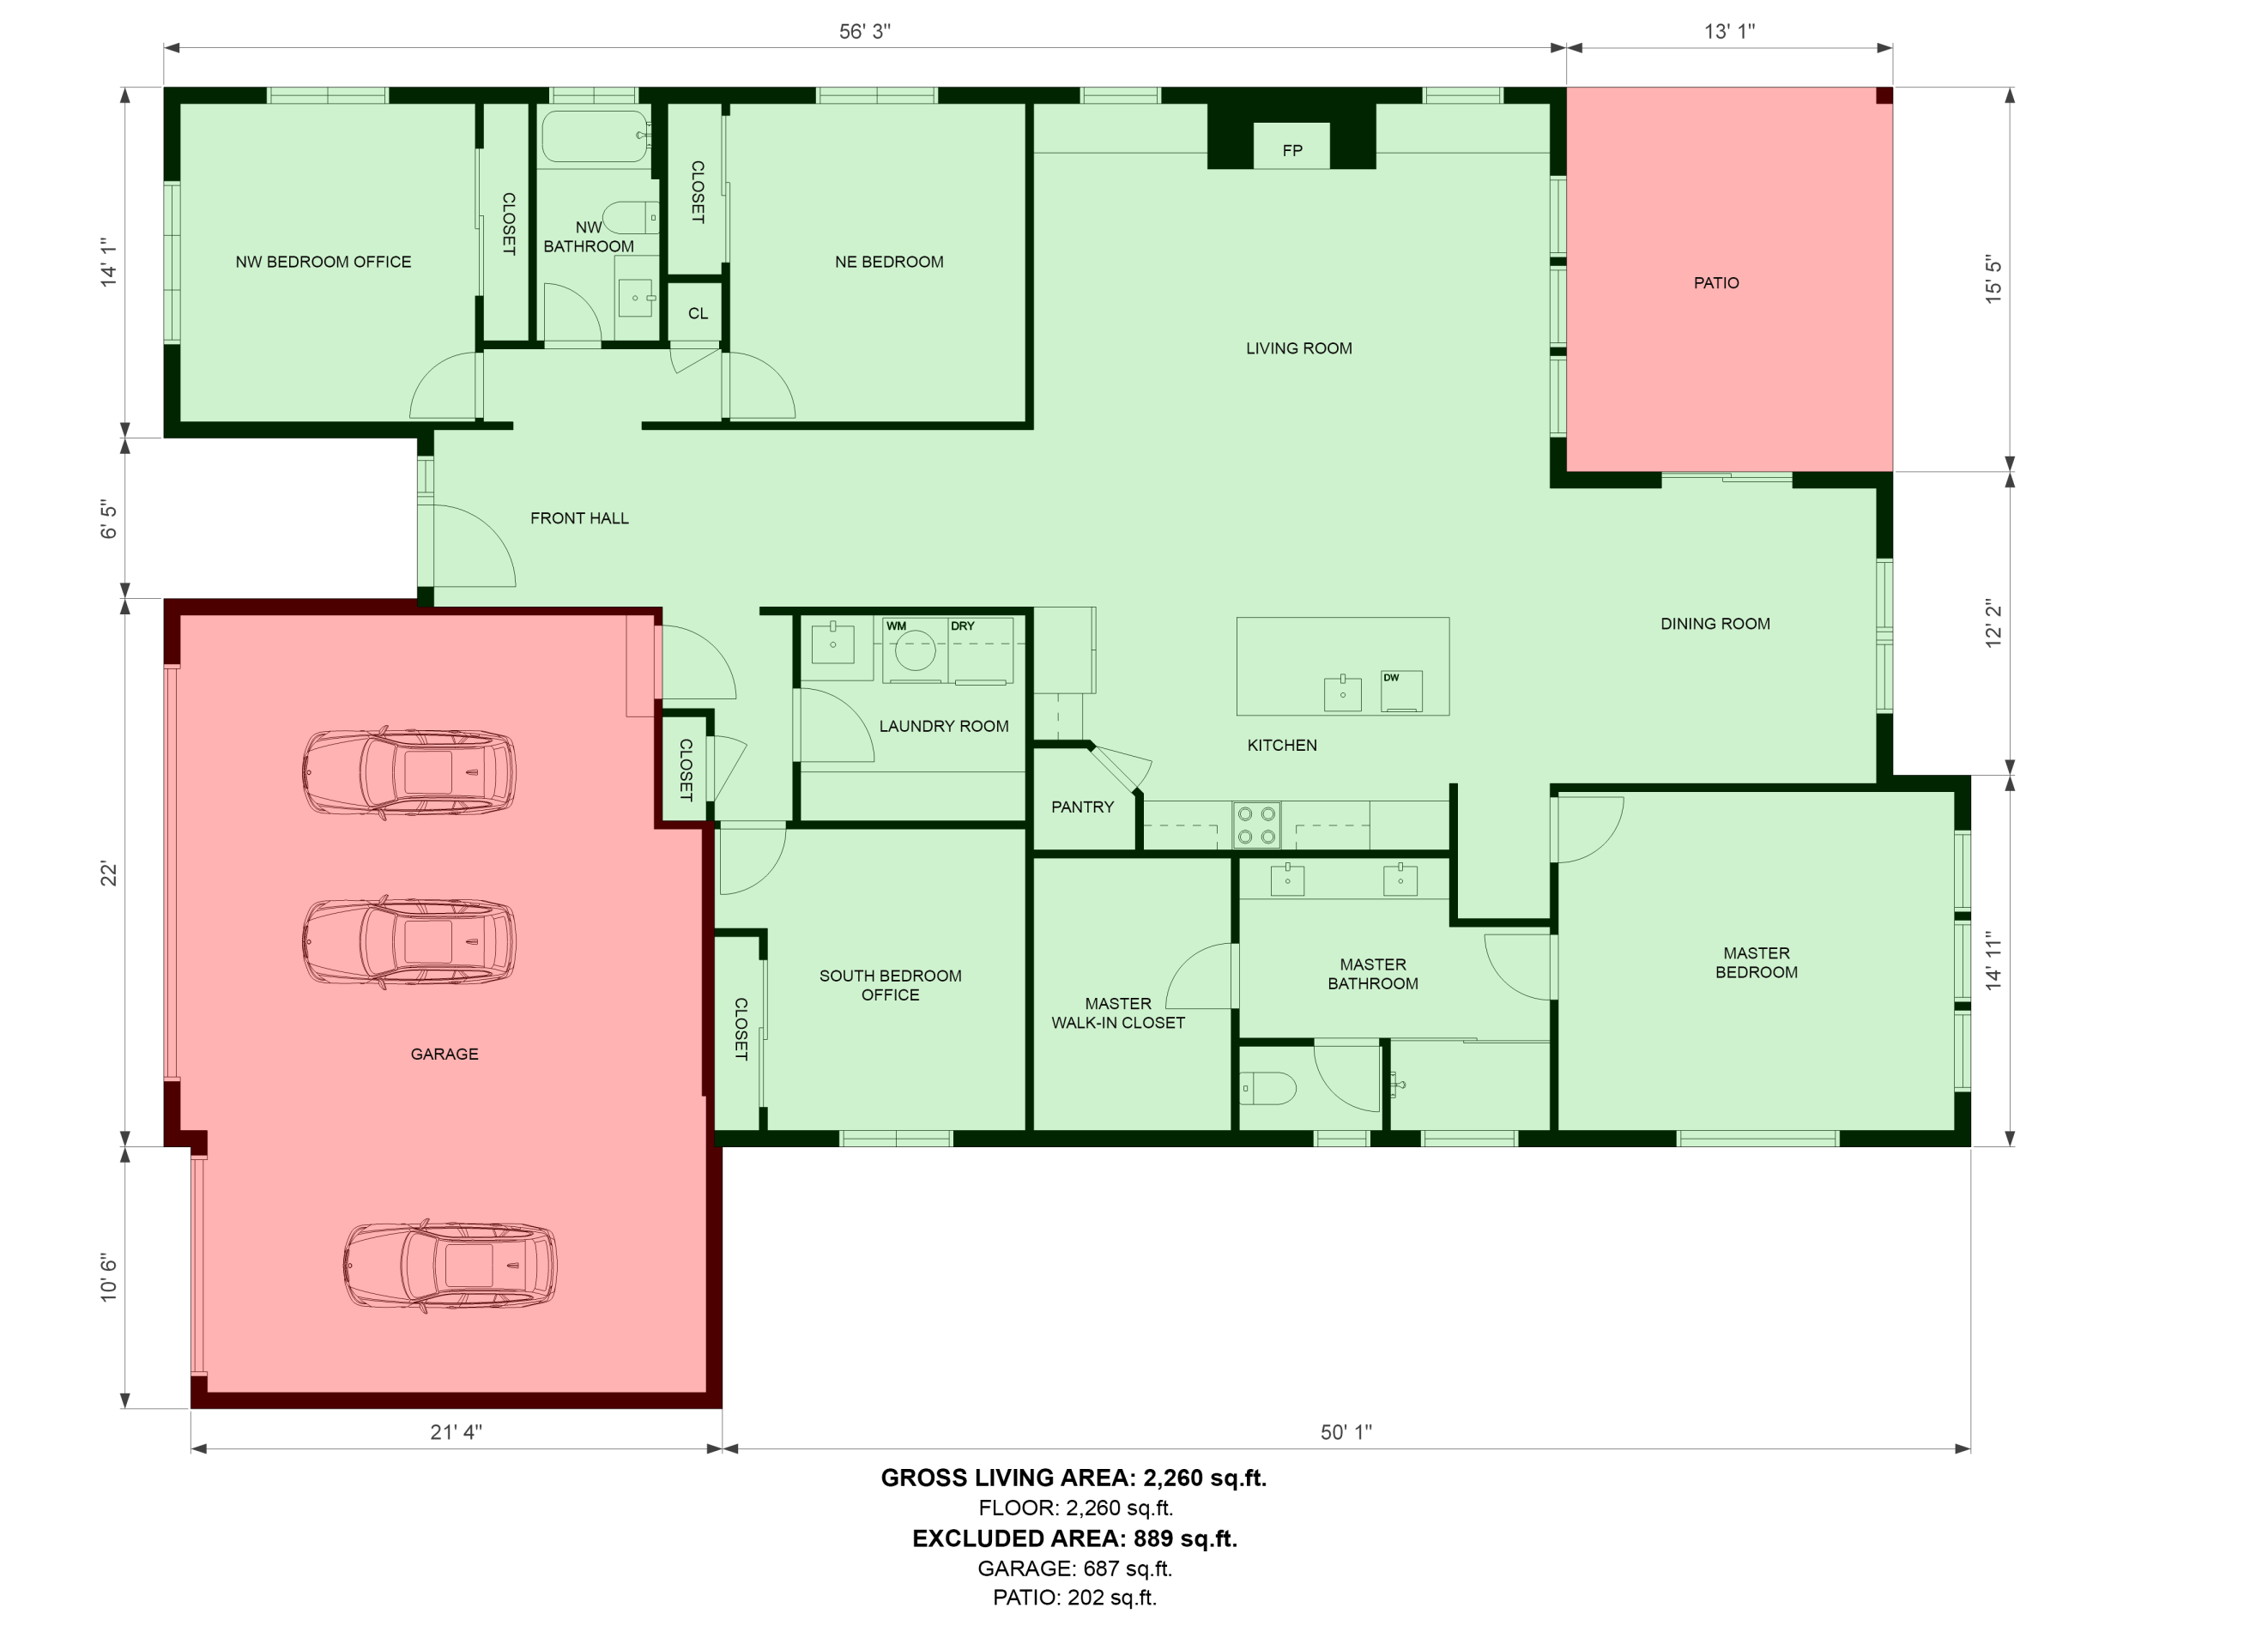 56' 3"
13' 1"
FP
CLOSET
CLOSET
NW
BATHROOM
NW BEDROOM OFFICE
NE BEDROOM
14' 1"
15' 5"
PATIO
CL
LIVING ROOM
6' 5"
FRONT HALL
12' 2"
DINING ROOM
WM
DRY
DW
LAUNDRY ROOM
KITCHEN
CLOSET
PANTRY
22'
14' 11"
MASTER
BEDROOM
MASTER
BATHROOM
SOUTH BEDROOM
OFFICE
MASTER
WALK-IN CLOSET
CLOSET
GARAGE
10' 6"
21' 4"
50' 1"
GROSS LIVING AREA: 2,260 sq.ft.
FLOOR: 2,260 sq.ft.
EXCLUDED AREA: 889 sq.ft.
GARAGE: 687 sq.ft.
PATIO: 202 sq.ft.